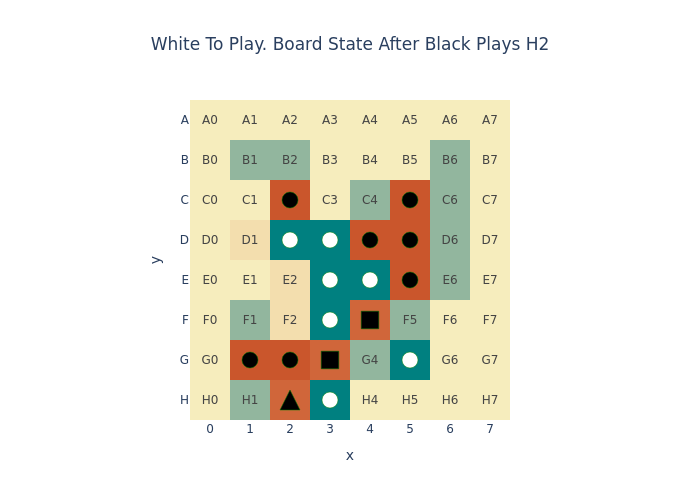 White To Play. Board State After Black Plays H2
A A0 A1 A2 A3 A4 A5 A6 A7
B B0 B1 B2 B3 B4 B5 B6 B7
C C0 C1 C3 C4 C6 C7
D D0 D1 D6 D7
E E0 E1 E2 E6 E7
F F0 F1 F2 F5 F6 F7
G G0 G4 G6 G7
H H0 H1 H4 H5 H6 H7
0 1 2 3 4 5 6 7
x
y